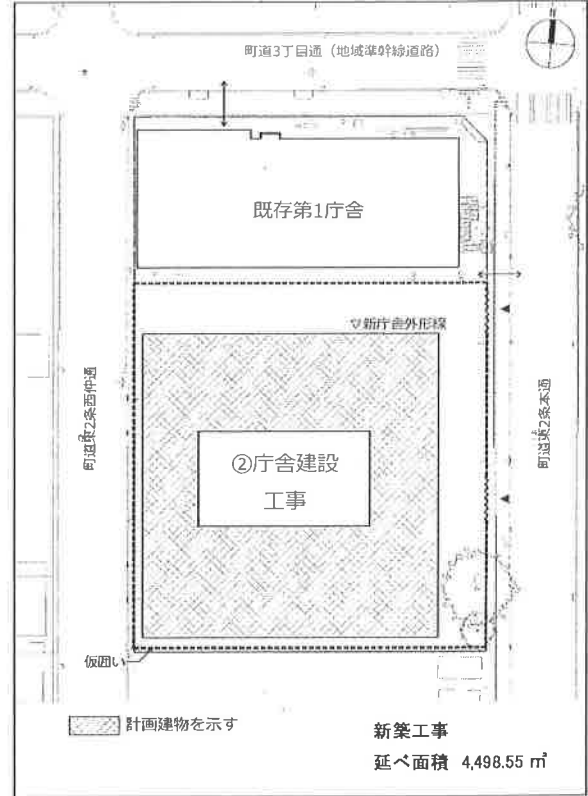 町道3丁目通（地域準幹線道路）
既存第1庁舎
▽新庁舎外形線
町道東2条西仲通
町道東2条本通
②庁舎建設
工事
仮囲い
計画建物を示す
新築工事
延べ面積 4,498.55 ㎡